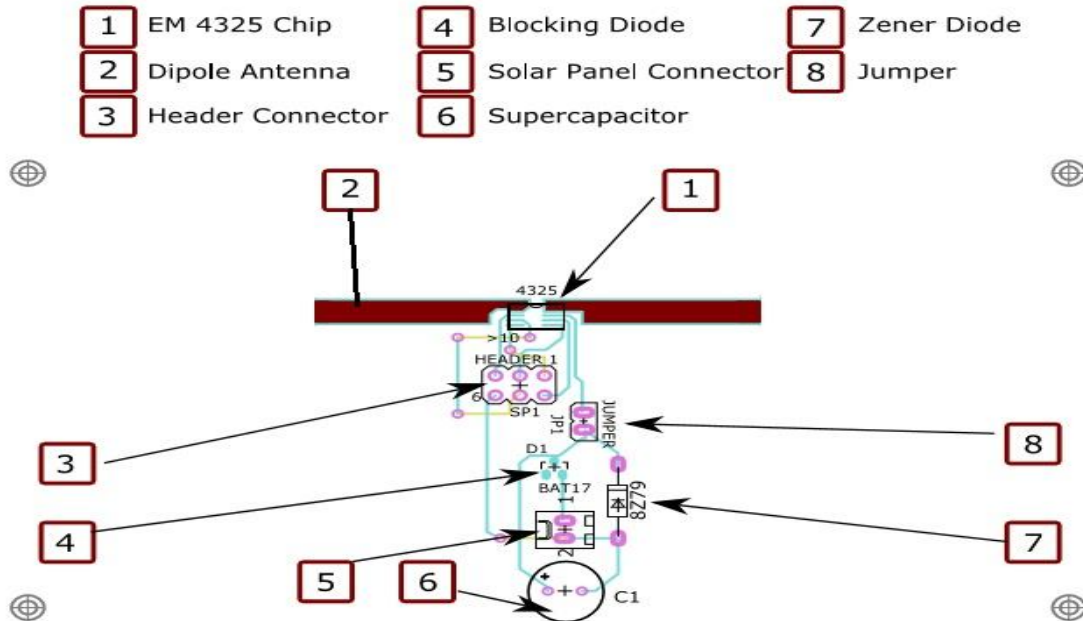 1 EM 4325 Chip 4 Blocking Diode 7 Zener Diode
2 Dipole Antenna 5 Solar Panel Connector 8 Jumper
3 Header Connector 6 Supercapacitor
2 1
4325
>10
HEADER 1
6
SP1
JUMPER
JP1
8
3
D1
BAT17
1
8Z79
4
7
2
5 6
+
C1